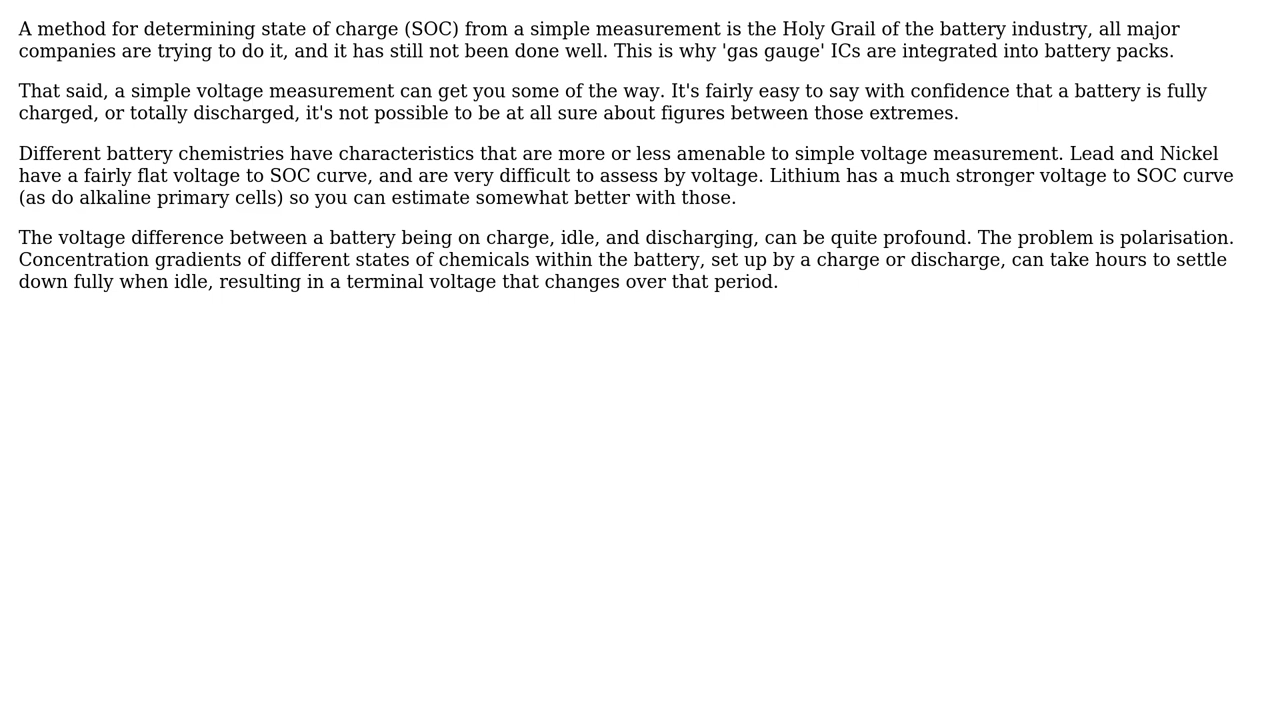 A method for determining state of charge (SOC) from a simple measurement is the Holy Grail of the battery industry, all major
companies are trying to do it, and it has still not been done well. This is why 'gas gauge' ICs are integrated into battery packs.
That said, a simple voltage measurement can get you some of the way. It's fairly easy to say with confidence that a battery is fully
charged, or totally discharged, it's not possible to be at all sure about figures between those extremes.
Different battery chemistries have characteristics that are more or less amenable to simple voltage measurement. Lead and Nickel
have a fairly flat voltage to SOC curve, and are very difficult to assess by voltage. Lithium has a much stronger voltage to SOC curve
(as do alkaline primary cells) so you can estimate somewhat better with those.
The voltage difference between a battery being on charge, idle, and discharging, can be quite profound. The problem is polarisation.
Concentration gradients of different states of chemicals within the battery, set up by a charge or discharge, can take hours to settle
down fully when idle, resulting in a terminal voltage that changes over that period.